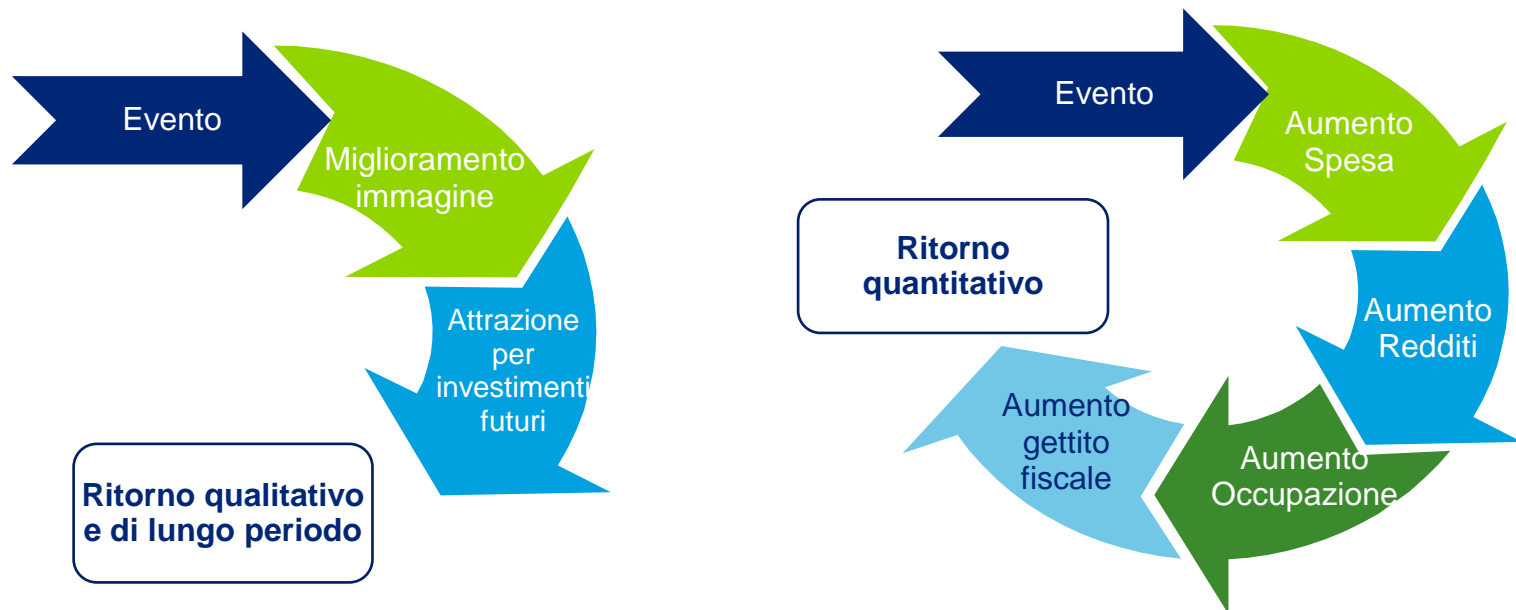 Evento
Miglioramento
immagine
Attrazione
per
investimenti
futuri
Ritorno qualitativo
e di lungo periodo
Evento
Aumento
Spesa
Ritorno
quantitativo
Aumento
Redditi
Aumento
Occupazione
Aumento
gettito
fiscale